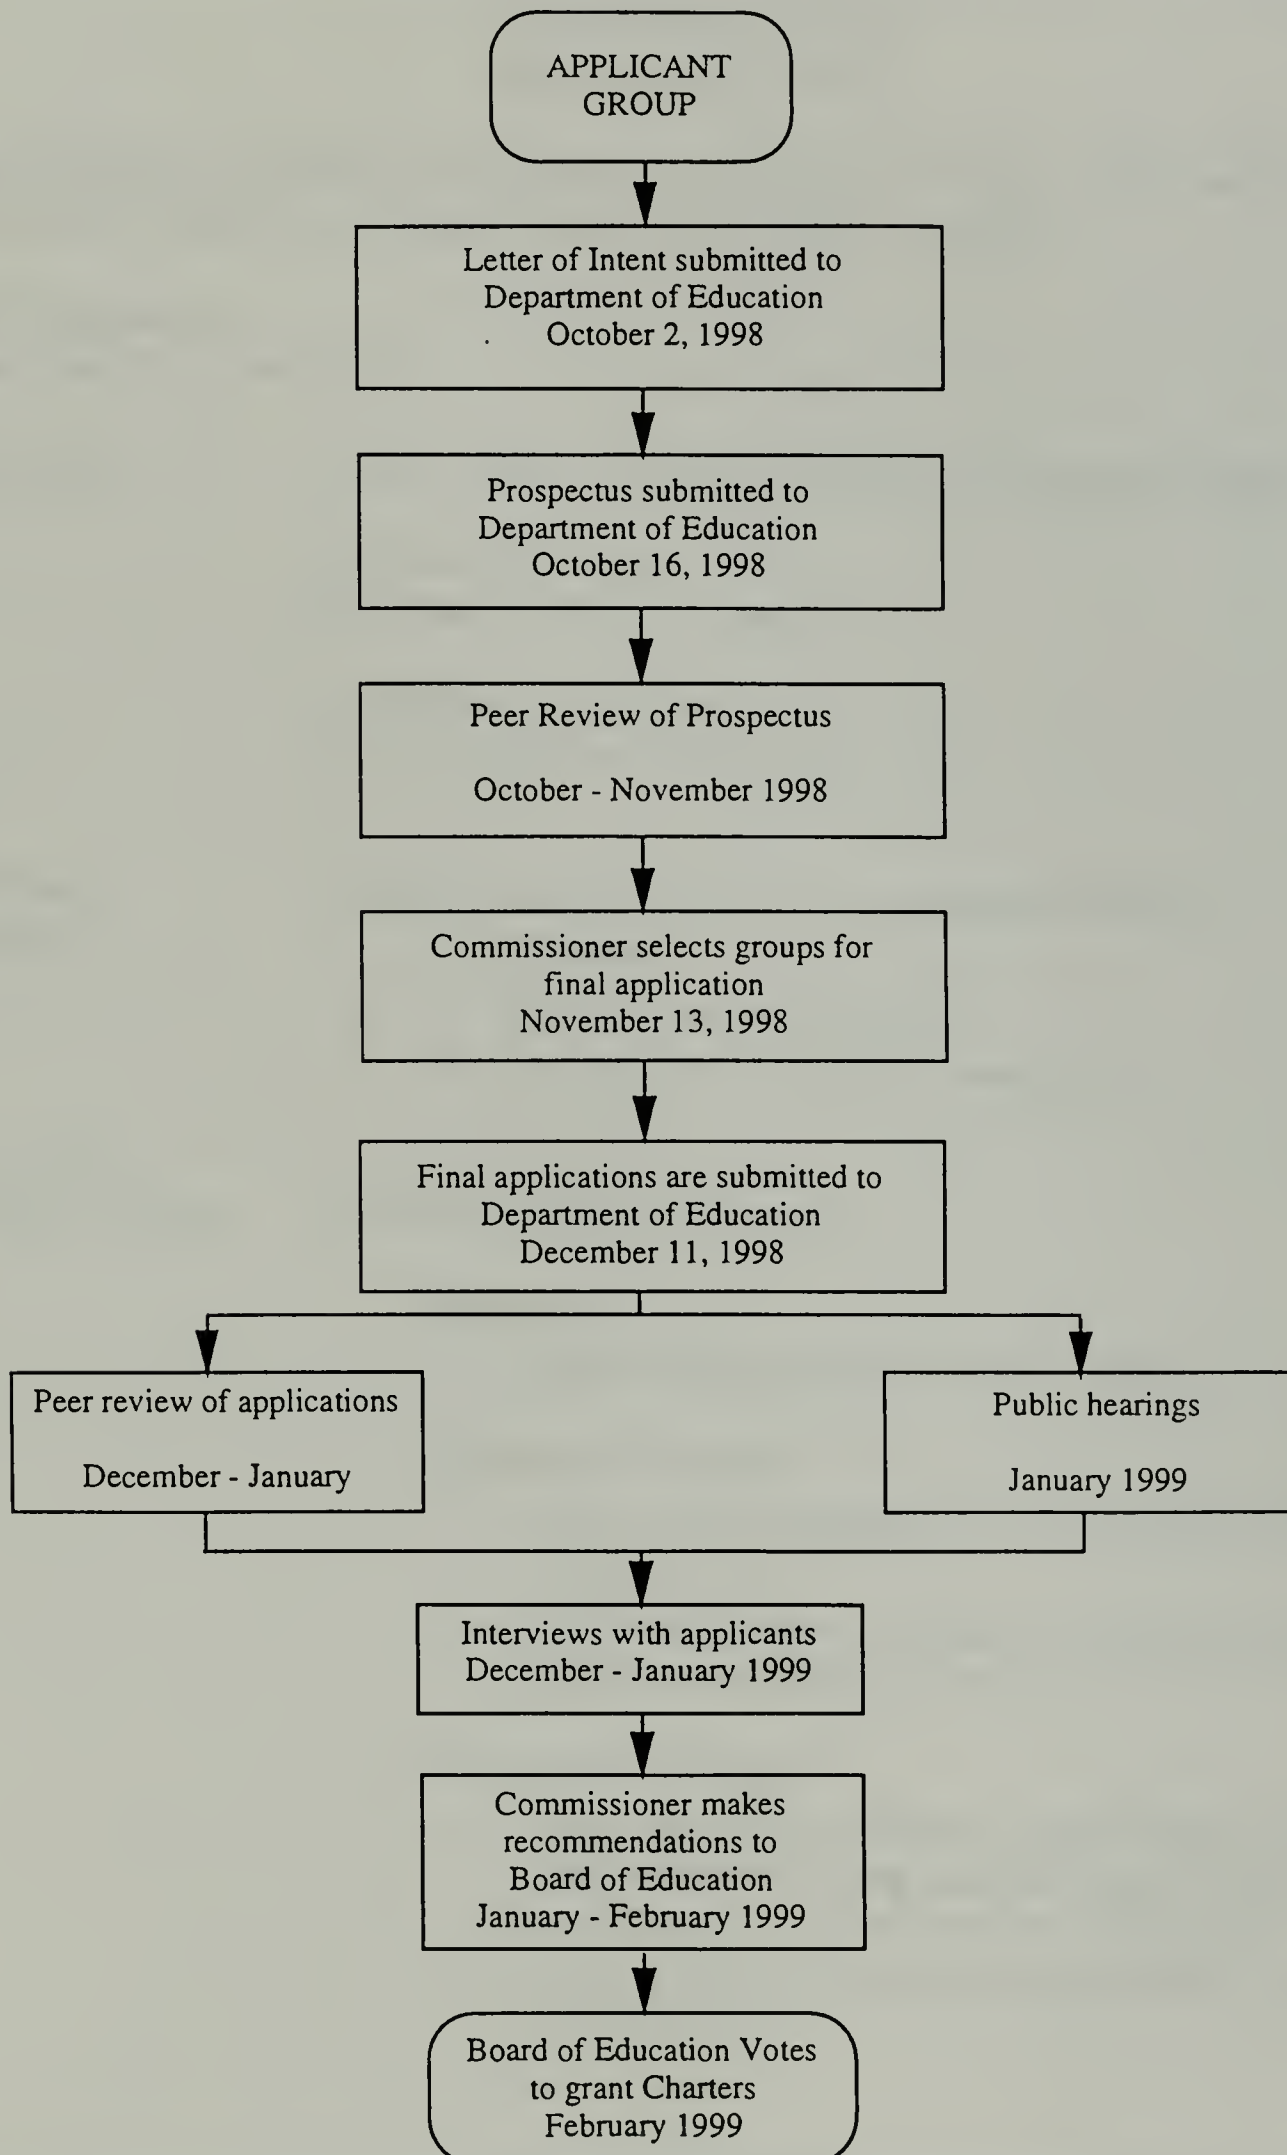 APPLICANT
GROUP
Letter of Intent submitted to
Department of Education
October 2, 1998
Prospectus submitted to
Department of Education
October 16, 1998
Peer Review of Prospectus
October - November 1998
Commissioner selects groups for
final application
November 13, 1998
Final applications are submitted to
Department of Education
December 11, 1998
Peer review of applications
December - January
Public hearings
January 1999
Interviews with applicants
December - January 1999
Commissioner makes
recommendations to
Board of Education
January - February 1999
Board of Education Votes
to grant Charters
February 1999